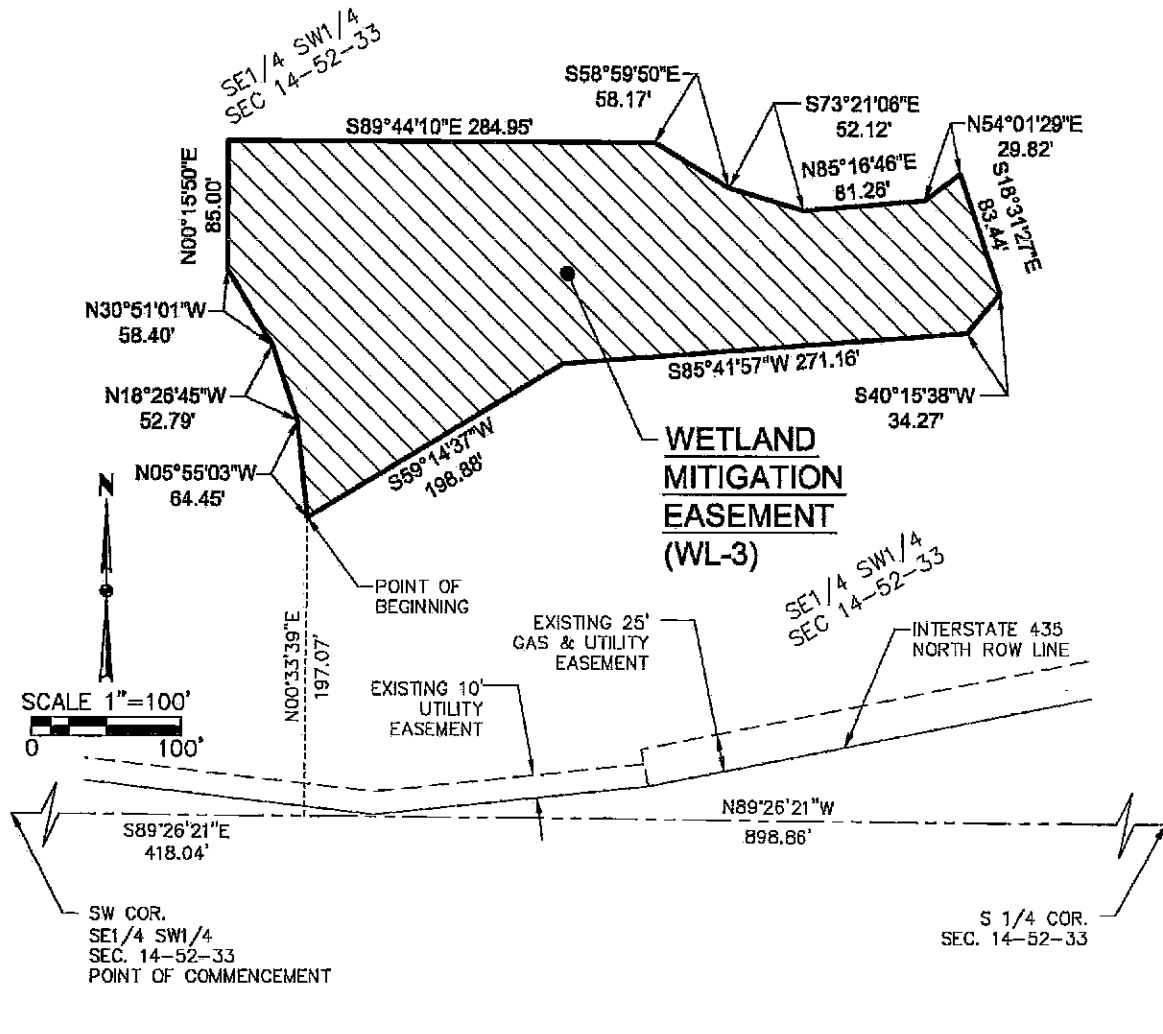 SE1/4 SW1/4
SEC 14-52-33
S58°59'50"E
58.17'
S73°21'06"E
52.12'
N54°01'29"E
29.82'
S89°44'10"E 284.95'
N85°16'46"E
81.26'
S18°31'27"E
83.44'
N00°15'50"E
85.00'
N30°51'01"W
58.40'
N18°26'45"W
52.79'
N05°55'03"W
64.45'
S85°41'57"W 271.16'
S40°15'38"W
34.27'
S59°14'37"W
198.88'
WETLAND
MITIGATION
EASEMENT
(WL-3)
N
POINT OF
BEGINNING
SE1/4 SW1/4
SEC 14-52-33
EXISTING 25'
GAS & UTILITY
EASEMENT
INTERSTATE 435
NORTH ROW LINE
N00°33'39"E
197.07'
EXISTING 10'
UTILITY
EASEMENT
SCALE 1"=100'
0 100'
S89°26'21"E
418.04'
N89°26'21"W
898.86'
SW COR.
SE1/4 SW1/4
SEC. 14-52-33
POINT OF COMMENCEMENT
S 1/4 COR.
SEC. 14-52-33